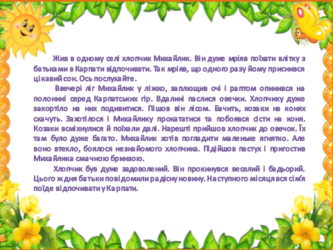 Жив в одному селі хлопчик Михайлик. Він дуже мріяв поїхати влітку з
батьками в Карпати відпочивати. Так мріяв, що одного разу йому приснився
цікавий сон. Ось послухайте.
Ввечері ліг Михайлик у ліжко, заплющив очі і раптом опинився на
полонині серед Карпатських гір. Вдалині паслися овечки. Хлопчику дуже
закортіло на них подивитися. Пішов він лісом. Бачить, козаки на конях
скачуть. Захотілося і Михайлику прокататися та побоявся сісти на коня.
Козаки всміхнулися й поїхали далі. Нарешті прийшов хлопчик до овечок. Їх
там було дуже багато. Михайлик хотів погладити маленьке ягнятко. Але
воно втекло, боялося незнайомого хлопчика. Підійшов пастух і пригостив
Михайлика смачною бринзою.
Хлопчик був дуже задоволений. Він прокинувся веселий і бадьорий.
Цього ж дня батьки повідомили радісну новину. Наступного місяця вся сім'я
поїде відпочивати у Карпати.